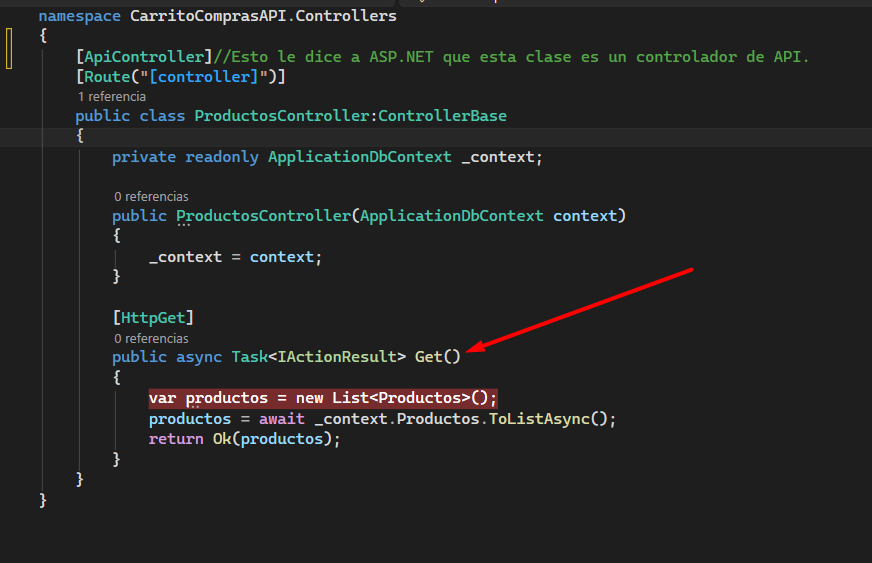 namespace CarritoComprasAPI.Controllers
{
[ApiController]//Esto le dice a ASP.NET que esta clase es un controlador de API.
[Route("[controller]")]
1 referencia
public class ProductosController:ControllerBase
{
private readonly ApplicationDbContext _context;
0 referencias
public ProductosController(ApplicationDbContext context)
{
_context = context;
}
[HttpGet]
0 referencias
public async Task<IActionResult> Get()
{
var productos = new List<Productos>();
productos = await _context.Productos.ToListAsync();
return Ok(productos);
}
}
}